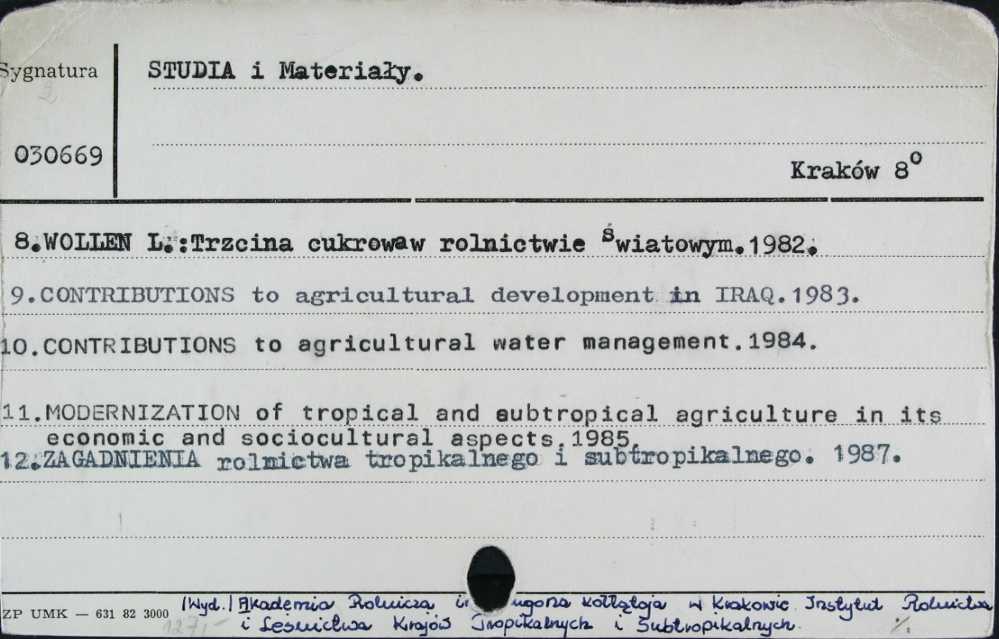 Sygnatura
STUDIA i Materiały.
030669
Kraków 8°
8.WOLLEN L.:Trzcina cukrowaw rolnictwie światowym.1982.
9.CONTRIBUTIONS to agricultural development in IRAQ.1983.
10.CONTRIBUTIONS to agricultural water management.1984.
11.MODERNIZATION of tropical and subtropical agriculture in its
economic and sociocultural aspects.1985.
12.ZAGADNIENIA rolnictwa tropikalnego i subtropikalnego. 1987.
ZP UMK — 631 82 3000
/Wyd./ Akademia Rolnicza Kołłątaja w Krakowie. Instytut Rolnictwa
i Leśnictwa Krajów Tropikalnych i Subtropikalnych.